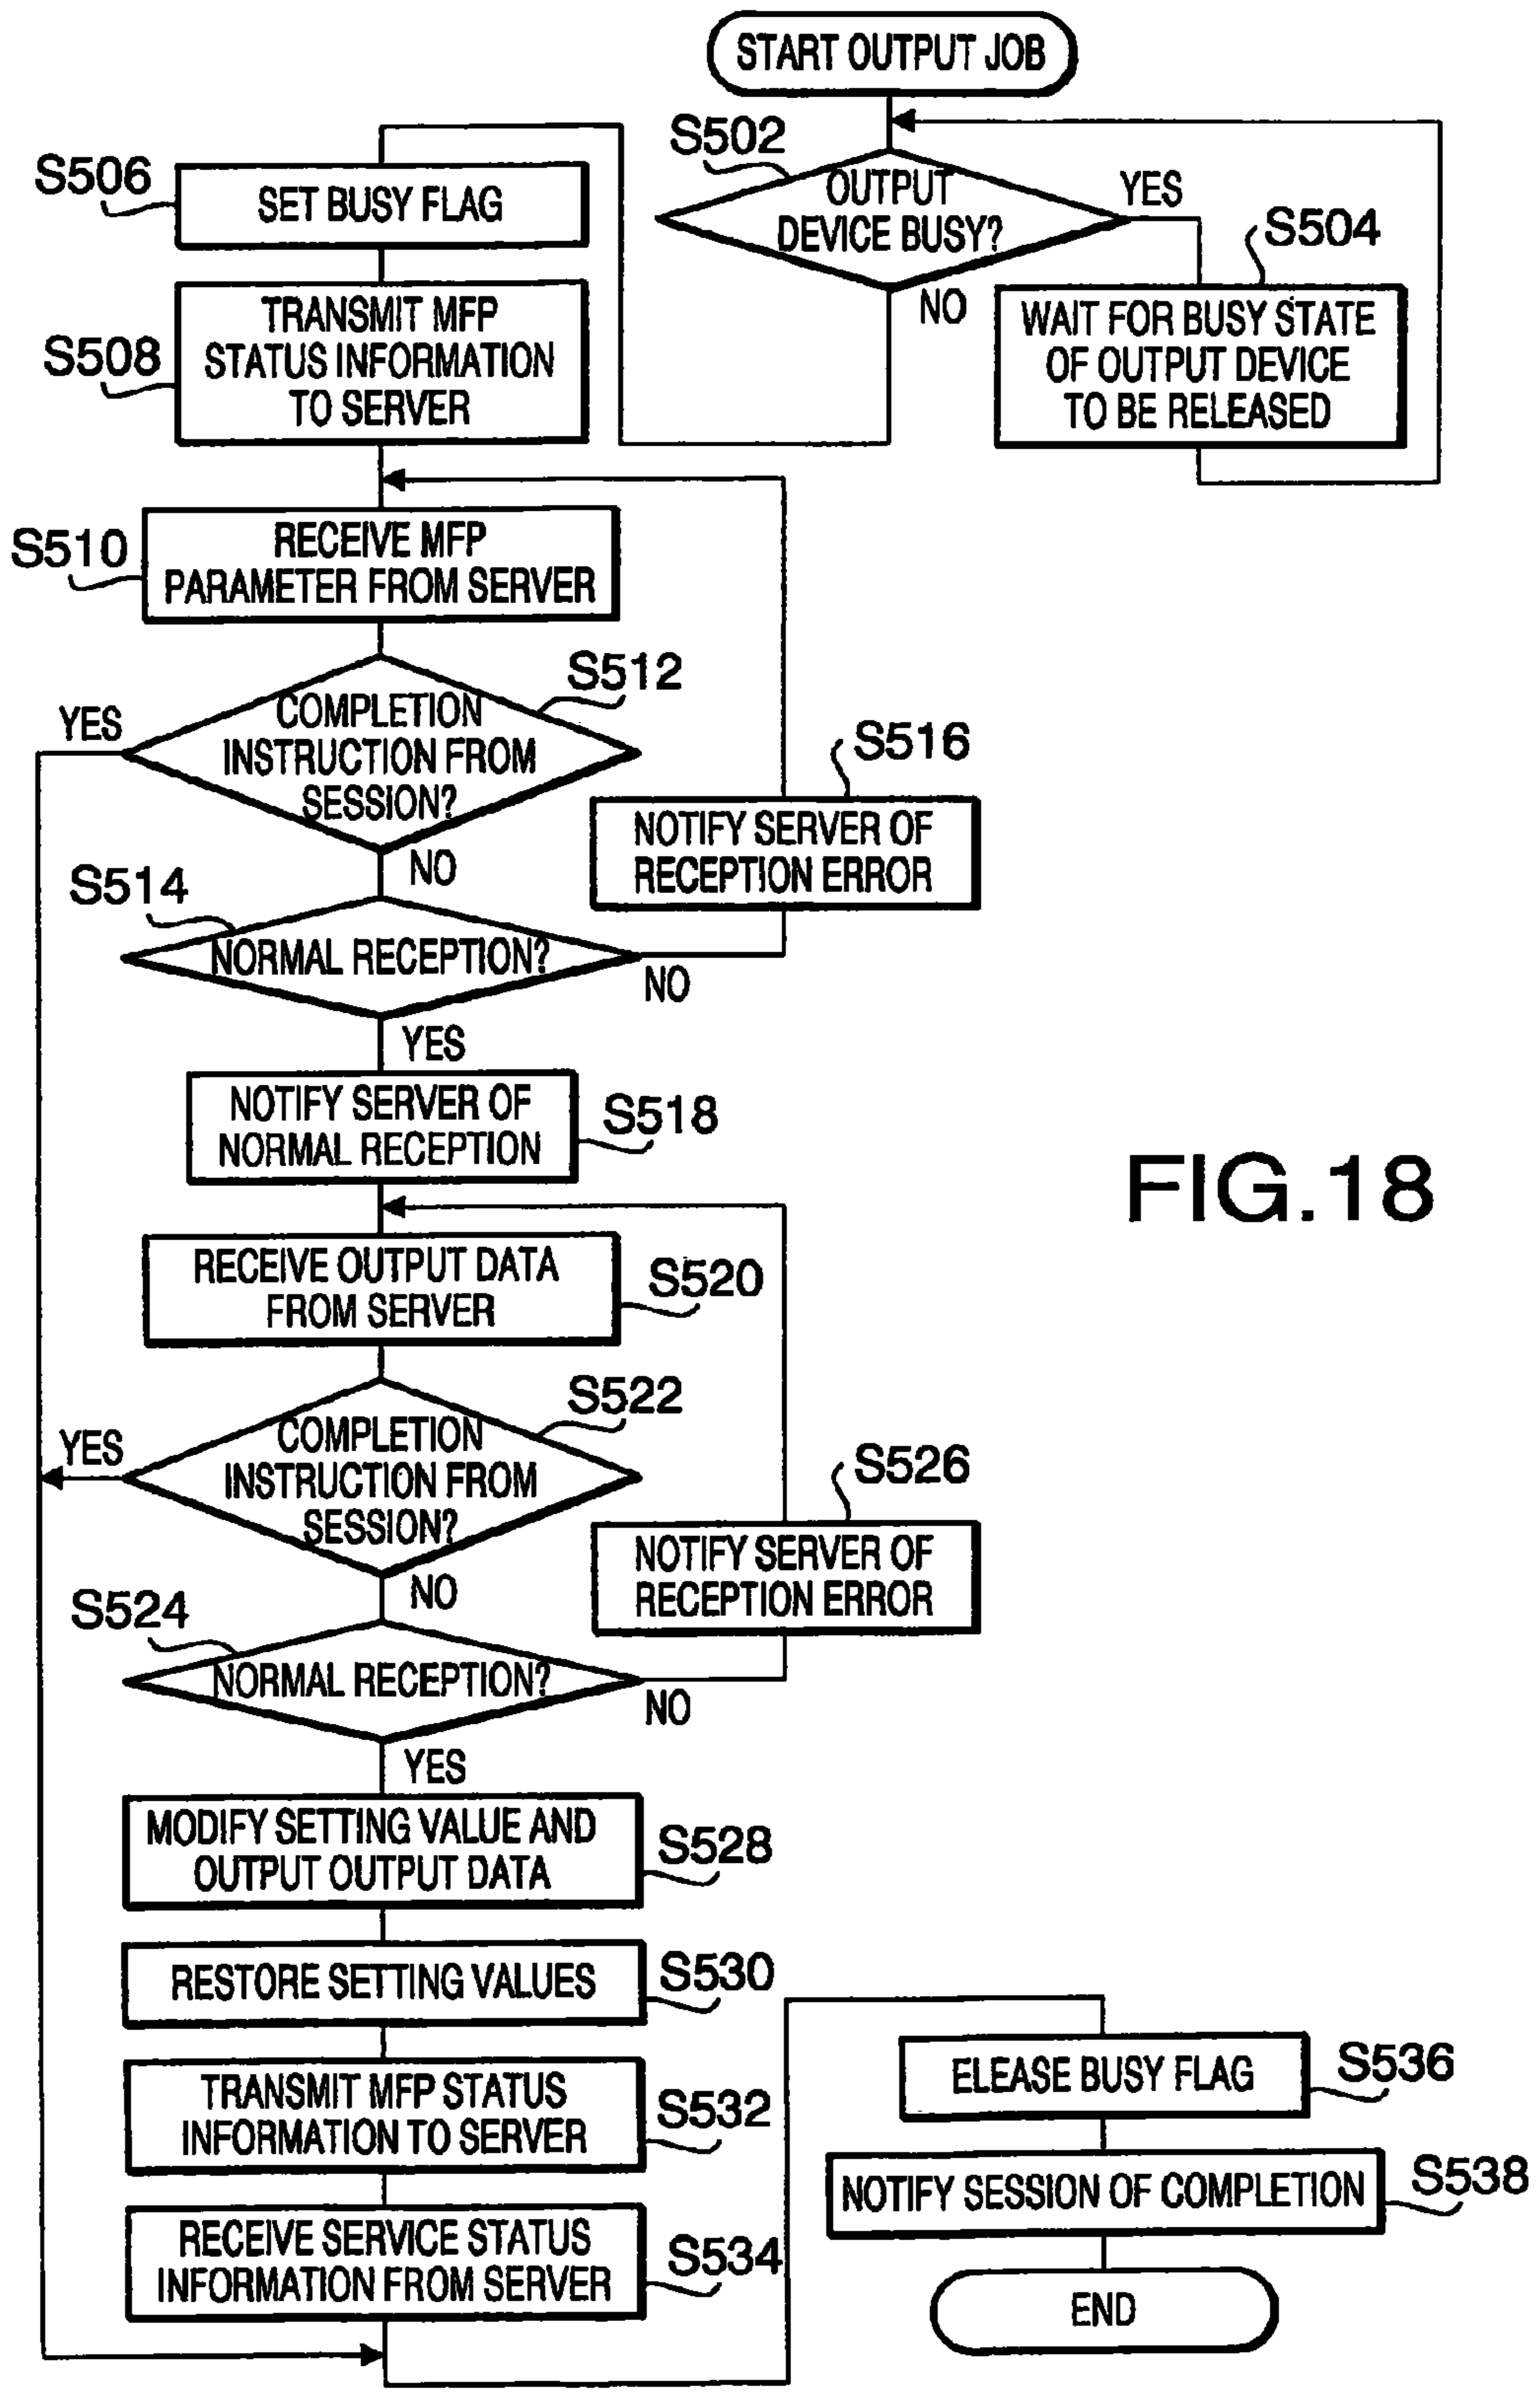 START OUTPUT JOB
S502
OUTPUT
DEVICE BUSY?
YES
NO
S504
WAIT FOR BUSY STATE
OF OUTPUT DEVICE
TO BE RELEASED
S506
SET BUSY FLAG
S508
TRANSMIT MFP
STATUS INFORMATION
TO SERVER
S510
RECEIVE MFP
PARAMETER FROM SERVER
S512
COMPLETION
INSTRUCTION FROM
SESSION?
YES
NO
S514
NORMAL RECEPTION?
NO
YES
S516
NOTIFY SERVER OF
RECEPTION ERROR
S518
NOTIFY SERVER OF
NORMAL RECEPTION
FIG.18
S520
RECEIVE OUTPUT DATA
FROM SERVER
S522
COMPLETION
INSTRUCTION FROM
SESSION?
YES
NO
S524
NORMAL RECEPTION?
NO
YES
S526
NOTIFY SERVER OF
RECEPTION ERROR
S528
MODIFY SETTING VALUE AND
OUTPUT OUTPUT DATA
S530
RESTORE SETTING VALUES
S532
TRANSMIT MFP STATUS
INFORMATION TO SERVER
S534
RECEIVE SERVICE STATUS
INFORMATION FROM SERVER
S536
ELEASE BUSY FLAG
S538
NOTIFY SESSION OF COMPLETION
END